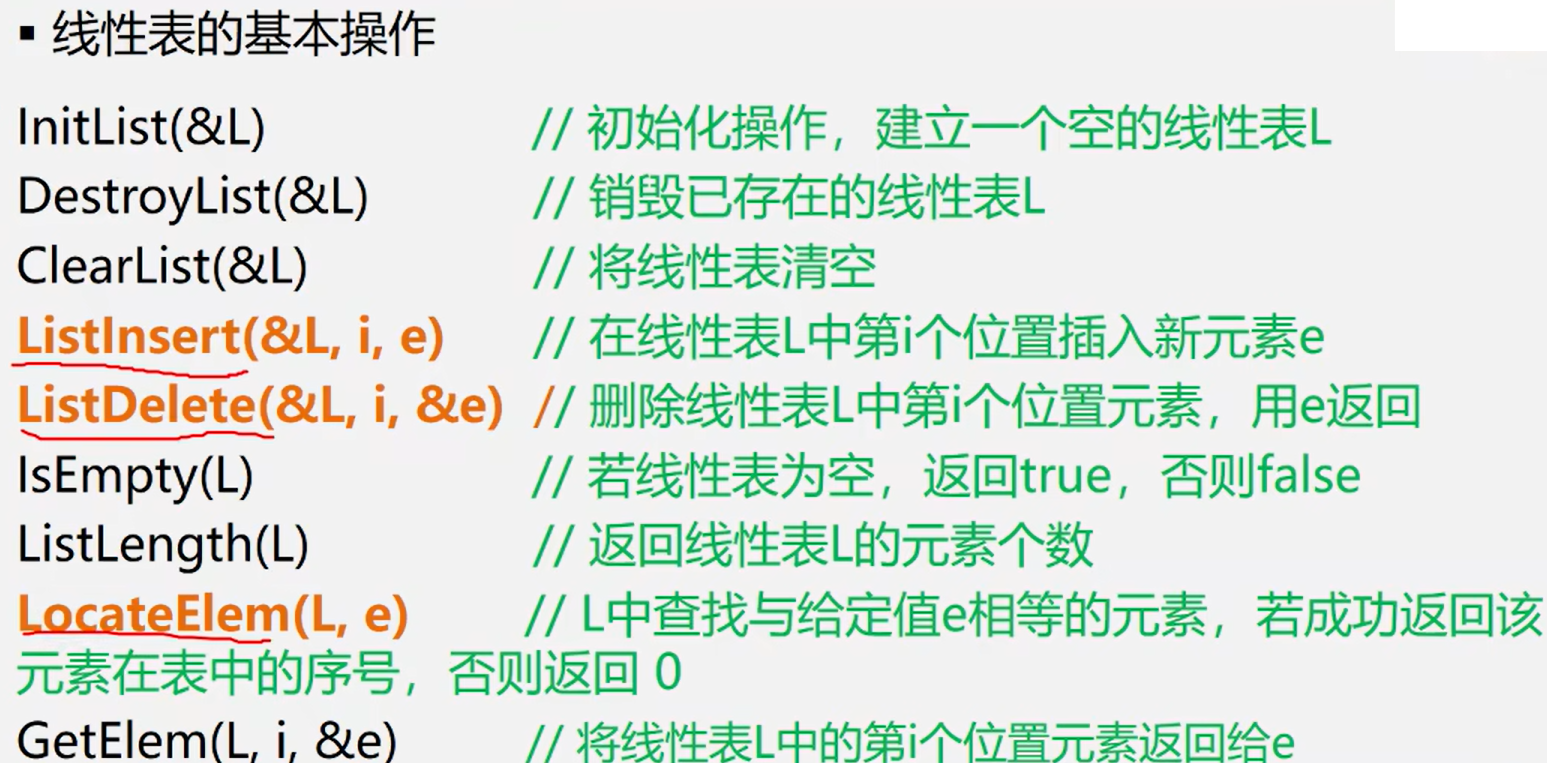 ▪ 线性表的基本操作
InitList(&L) // 初始化操作，建立一个空的线性表L
DestroyList(&L) // 销毁已存在的线性表L
ClearList(&L) // 将线性表清空
ListInsert(&L, i, e) // 在线性表L中第i个位置插入新元素e
ListDelete(&L, i, &e) // 删除线性表L中第i个位置元素，用e返回
IsEmpty(L) // 若线性表为空，返回true，否则false
ListLength(L) // 返回线性表L的元素个数
LocateElem(L, e) // L中查找与给定值e相等的元素，若成功返回该
元素在表中的序号，否则返回 0
GetElem(L, i, &e) // 将线性表L中的第i个位置元素返回给e